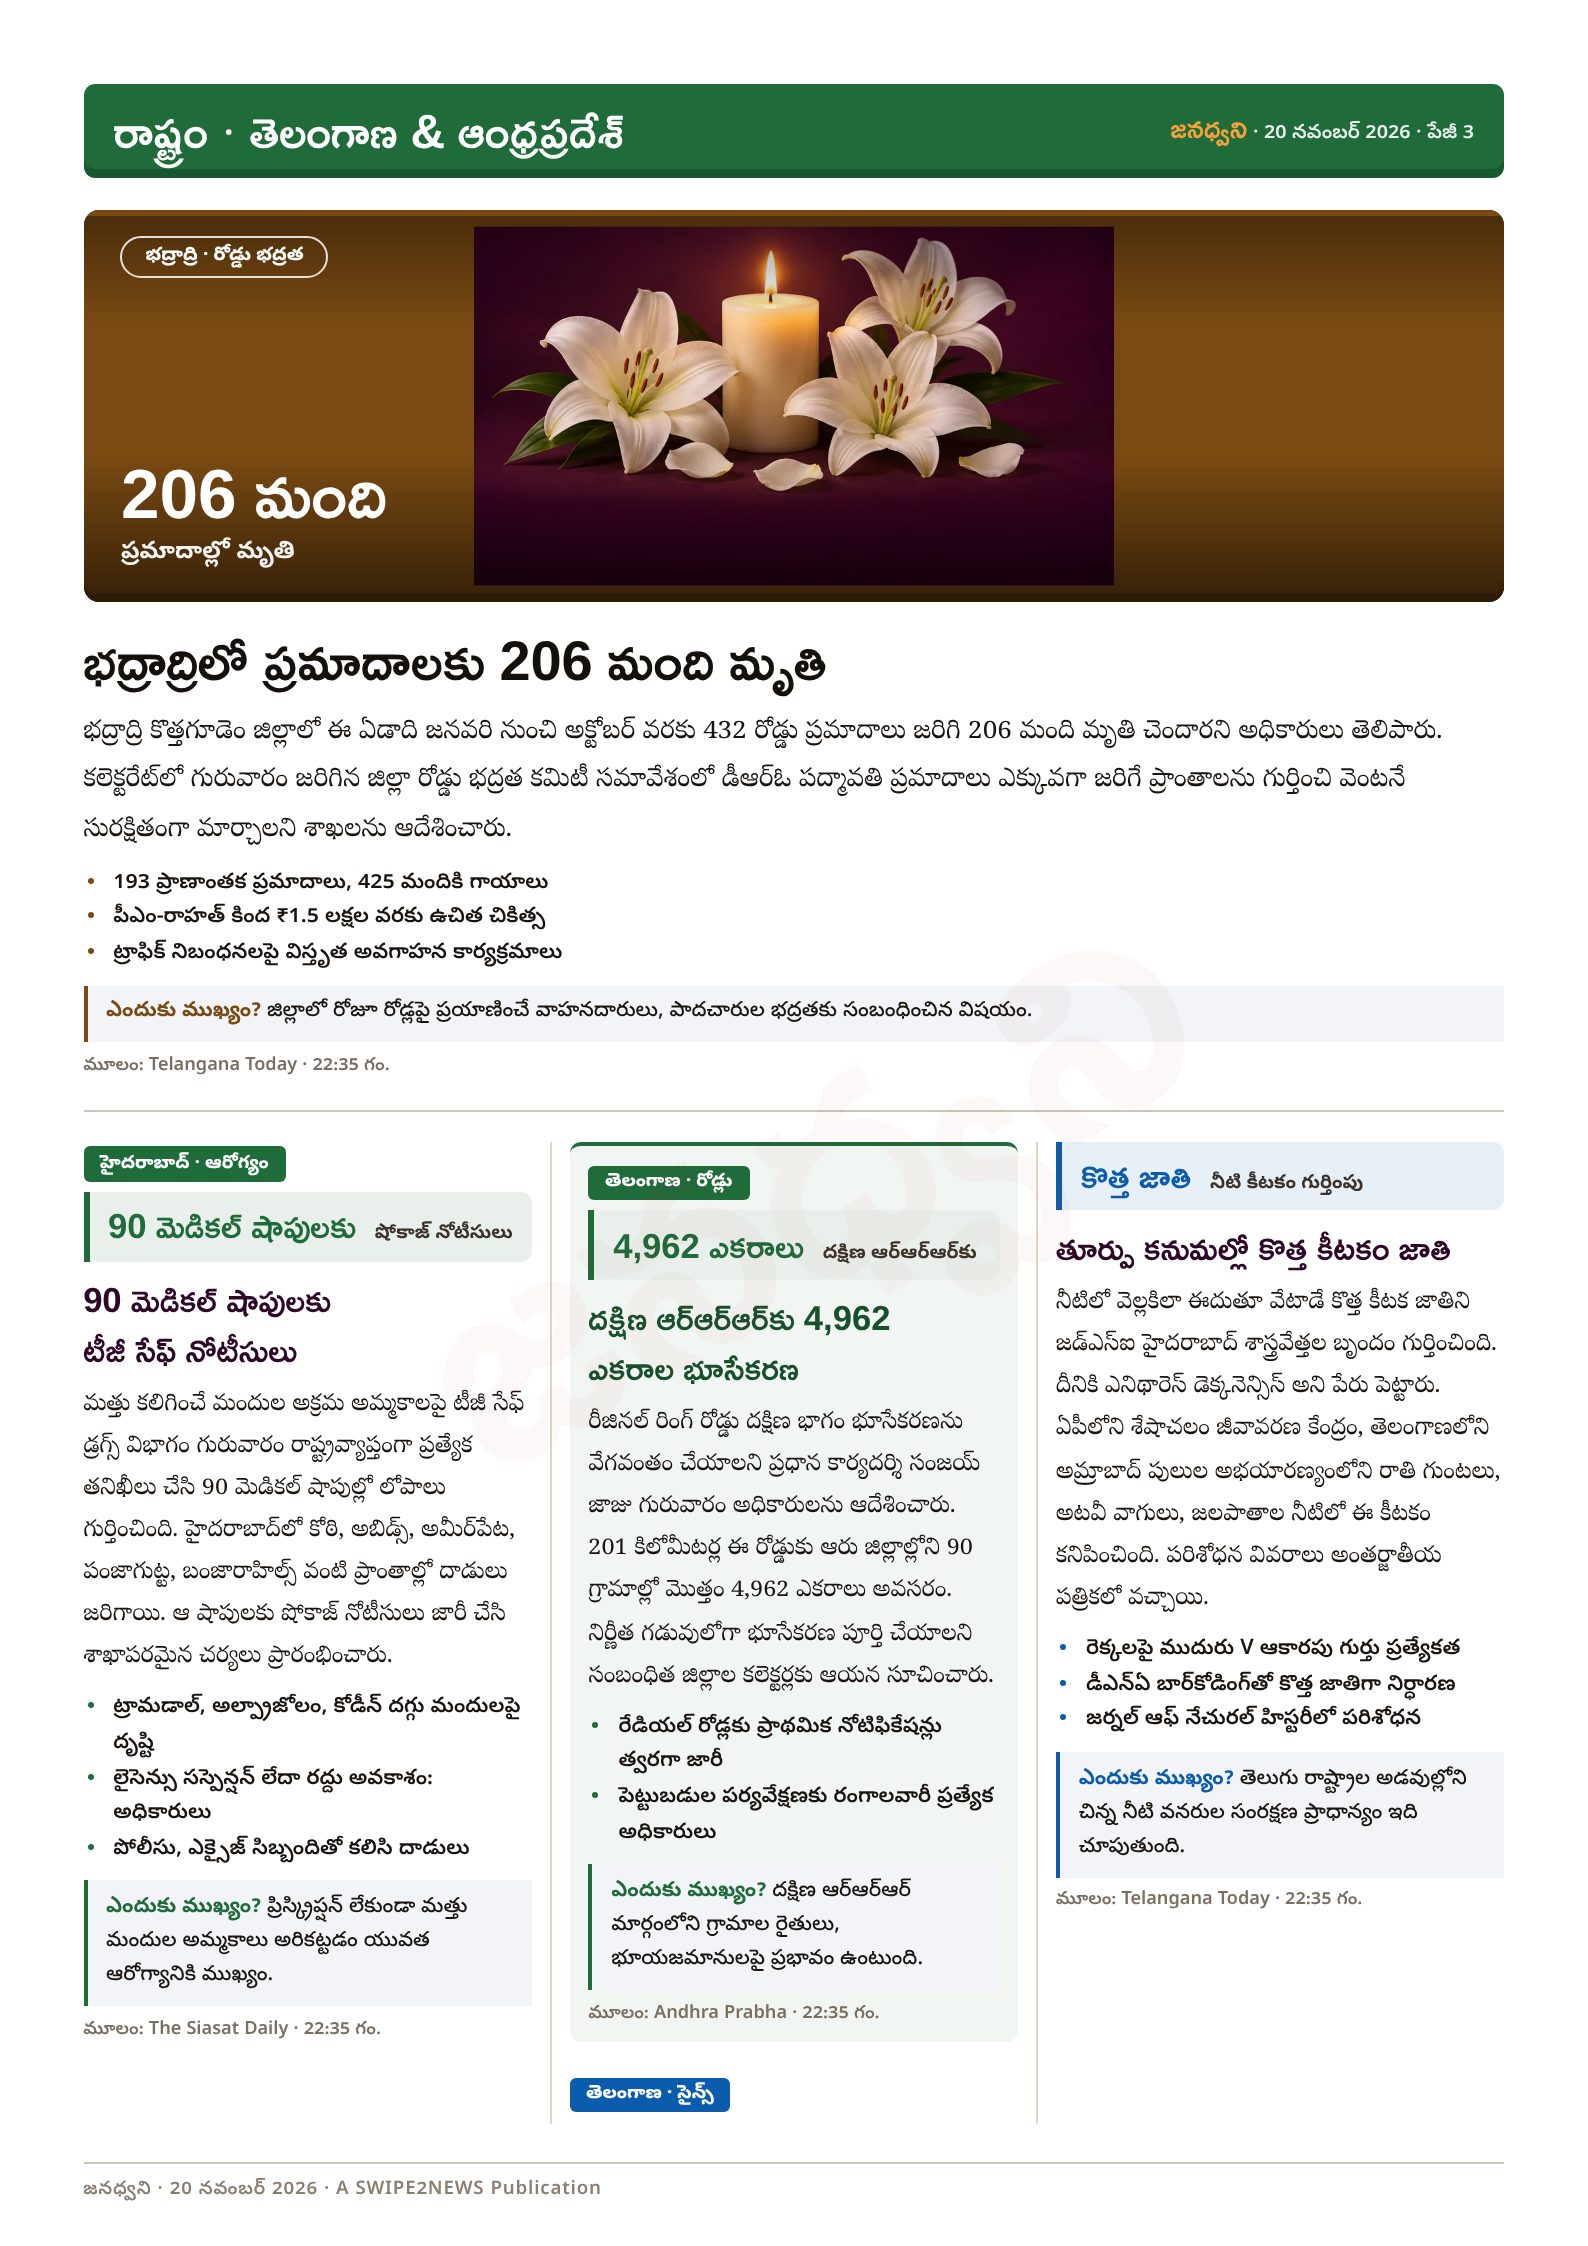 రాష్ట్రం · తెలంగాణ & ఆంధ్రప్రదేశ్
జనధ్వని · 20 నవంబర్ 2026 · పేజీ 3
భద్రాద్రి · రోడ్డు భద్రత
206 మంది
ప్రమాదాల్లో మృతి
భద్రాద్రిలో ప్రమాదాలకు 206 మంది మృతి
భద్రాద్రి కొత్తగూడెం జిల్లాలో ఈ ఏడాది జనవరి నుంచి అక్టోబర్ వరకు 432 రోడ్డు ప్రమాదాలు జరిగి 206 మంది మృతి చెందారని అధికారులు తెలిపారు.
కలెక్టరేట్‌లో గురువారం జరిగిన జిల్లా రోడ్డు భద్రత కమిటీ సమావేశంలో డీఆర్‌ఓ పద్మావతి ప్రమాదాలు ఎక్కువగా జరిగే ప్రాంతాలను గుర్తించి వెంటనే
సురక్షితంగా మార్చాలని శాఖలను ఆదేశించారు.
• 193 ప్రాణాంతక ప్రమాదాలు, 425 మందికి గాయాలు
• పీఎం-రాహత్ కింద ₹1.5 లక్షల వరకు ఉచిత చికిత్స
• ట్రాఫిక్ నిబంధనలపై విస్తృత అవగాహన కార్యక్రమాలు
ఎందుకు ముఖ్యం? జిల్లాలో రోజూ రోడ్లపై ప్రయాణించే వాహనదారులు, పాదచారుల భద్రతకు సంబంధించిన విషయం.
మూలం: Telangana Today · 22:35 గం.
హైదరాబాద్ · ఆరోగ్యం
90 మెడికల్ షాపులకు షోకాజ్ నోటీసులు
90 మెడికల్ షాపులకు
టీజీ సేఫ్ నోటీసులు
మత్తు కలిగించే మందుల అక్రమ అమ్మకాలపై టీజీ సేఫ్
డ్రగ్స్ విభాగం గురువారం రాష్ట్రవ్యాప్తంగా ప్రత్యేక
తనిఖీలు చేసి 90 మెడికల్ షాపుల్లో లోపాలు
గుర్తించింది. హైదరాబాద్‌లో కోఠి, అబిడ్స్, అమీర్‌పేట,
పంజాగుట్ట, బంజారాహిల్స్ వంటి ప్రాంతాల్లో దాడులు
జరిగాయి. ఆ షాపులకు షోకాజ్ నోటీసులు జారీ చేసి
శాఖాపరమైన చర్యలు ప్రారంభించారు.
• ట్రామడాల్, అల్ప్రాజోలం, కోడీన్ దగ్గు మందులపై
దృష్టి
• లైసెన్సు సస్పెన్షన్ లేదా రద్దు అవకాశం:
అధికారులు
• పోలీసు, ఎక్సైజ్ సిబ్బందితో కలిసి దాడులు
ఎందుకు ముఖ్యం? ప్రిస్క్రిప్షన్ లేకుండా మత్తు
మందుల అమ్మకాలు అరికట్టడం యువత
ఆరోగ్యానికి ముఖ్యం.
మూలం: The Siasat Daily · 22:35 గం.
తెలంగాణ · రోడ్లు
4,962 ఎకరాలు దక్షిణ ఆర్‌ఆర్‌ఆర్‌కు
దక్షిణ ఆర్‌ఆర్‌ఆర్‌కు 4,962
ఎకరాల భూసేకరణ
రీజినల్ రింగ్ రోడ్డు దక్షిణ భాగం భూసేకరణను
వేగవంతం చేయాలని ప్రధాన కార్యదర్శి సంజయ్
జాజు గురువారం అధికారులను ఆదేశించారు.
201 కిలోమీటర్ల ఈ రోడ్డుకు ఆరు జిల్లాల్లోని 90
గ్రామాల్లో మొత్తం 4,962 ఎకరాలు అవసరం.
నిర్ణీత గడువులోగా భూసేకరణ పూర్తి చేయాలని
సంబంధిత జిల్లాల కలెక్టర్లకు ఆయన సూచించారు.
• రేడియల్ రోడ్లకు ప్రాథమిక నోటిఫికేషన్లు
త్వరగా జారీ
• పెట్టుబడుల పర్యవేక్షణకు రంగాలవారీ ప్రత్యేక
అధికారులు
ఎందుకు ముఖ్యం? దక్షిణ ఆర్‌ఆర్‌ఆర్
మార్గంలోని గ్రామాల రైతులు,
భూయజమానులపై ప్రభావం ఉంటుంది.
మూలం: Andhra Prabha · 22:35 గం.
తెలంగాణ · సైన్స్
కొత్త జాతి నీటి కీటకం గుర్తింపు
తూర్పు కనుమల్లో కొత్త కీటకం జాతి
నీటిలో వెల్లకిలా ఈదుతూ వేటాడే కొత్త కీటక జాతిని
జడ్‌ఎస్‌ఐ హైదరాబాద్ శాస్త్రవేత్తల బృందం గుర్తించింది.
దీనికి ఎనిథారెస్ డెక్కనెన్సిస్ అని పేరు పెట్టారు.
ఏపీలోని శేషాచలం జీవావరణ కేంద్రం, తెలంగాణలోని
అమ్రాబాద్ పులుల అభయారణ్యంలోని రాతి గుంటలు,
అటవీ వాగులు, జలపాతాల నీటిలో ఈ కీటకం
కనిపించింది. పరిశోధన వివరాలు అంతర్జాతీయ
పత్రికలో వచ్చాయి.
• రెక్కలపై ముదురు V ఆకారపు గుర్తు ప్రత్యేకత
• డీఎన్‌ఏ బార్‌కోడింగ్‌తో కొత్త జాతిగా నిర్ధారణ
• జర్నల్ ఆఫ్ నేచురల్ హిస్టరీలో పరిశోధన
ఎందుకు ముఖ్యం? తెలుగు రాష్ట్రాల అడవుల్లోని
చిన్న నీటి వనరుల సంరక్షణ ప్రాధాన్యం ఇది
చూపుతుంది.
మూలం: Telangana Today · 22:35 గం.
జనధ్వని
జనధ్వని · 20 నవంబర్ 2026 · A SWIPE2NEWS Publication